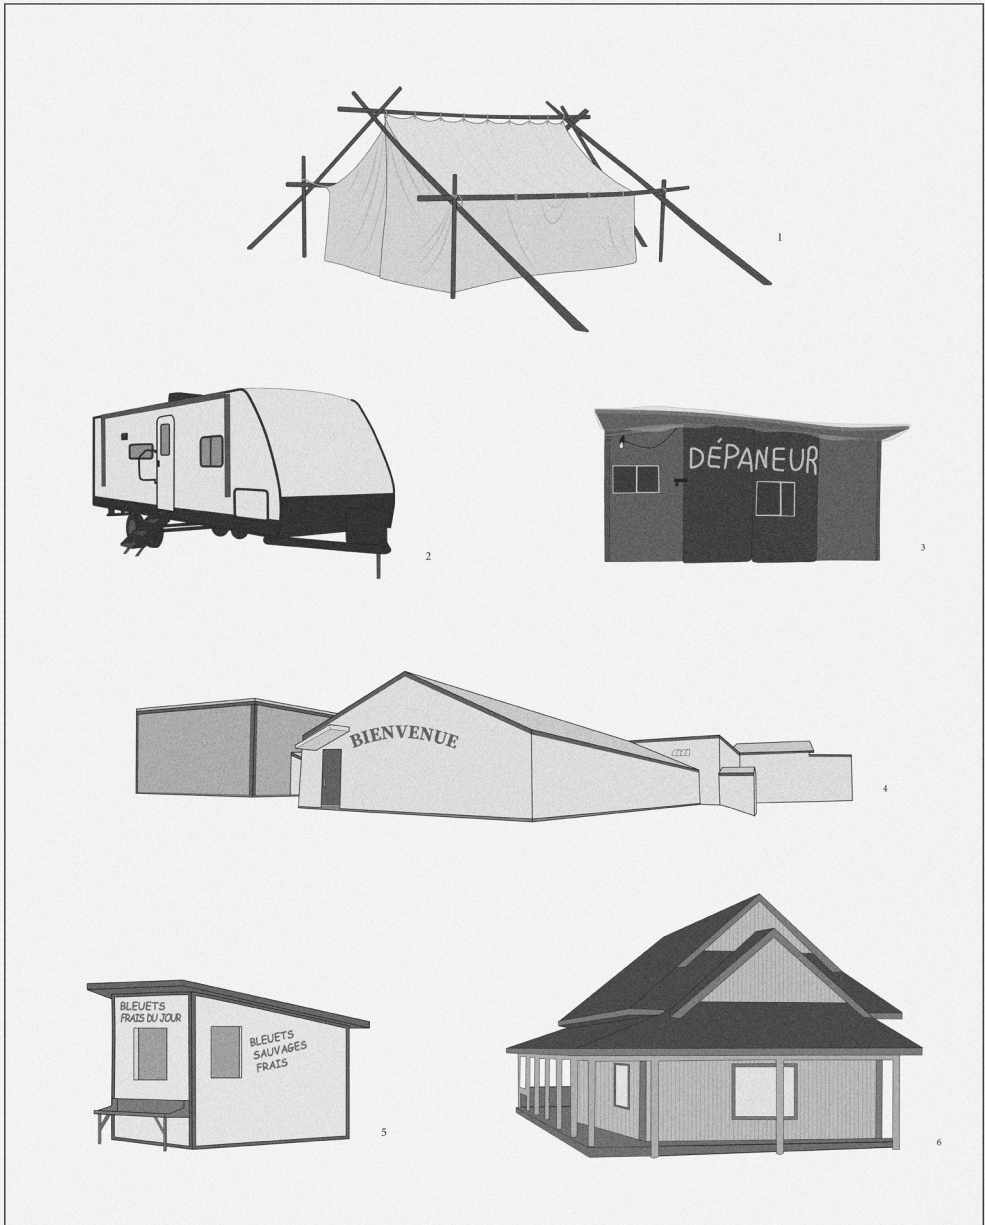 1
2
DÉPANEUR
3
BIENVENUE
4
BLEUETS
FRAIS DU JOUR
BLEUETS
SAUVAGES
FRAIS
5
6